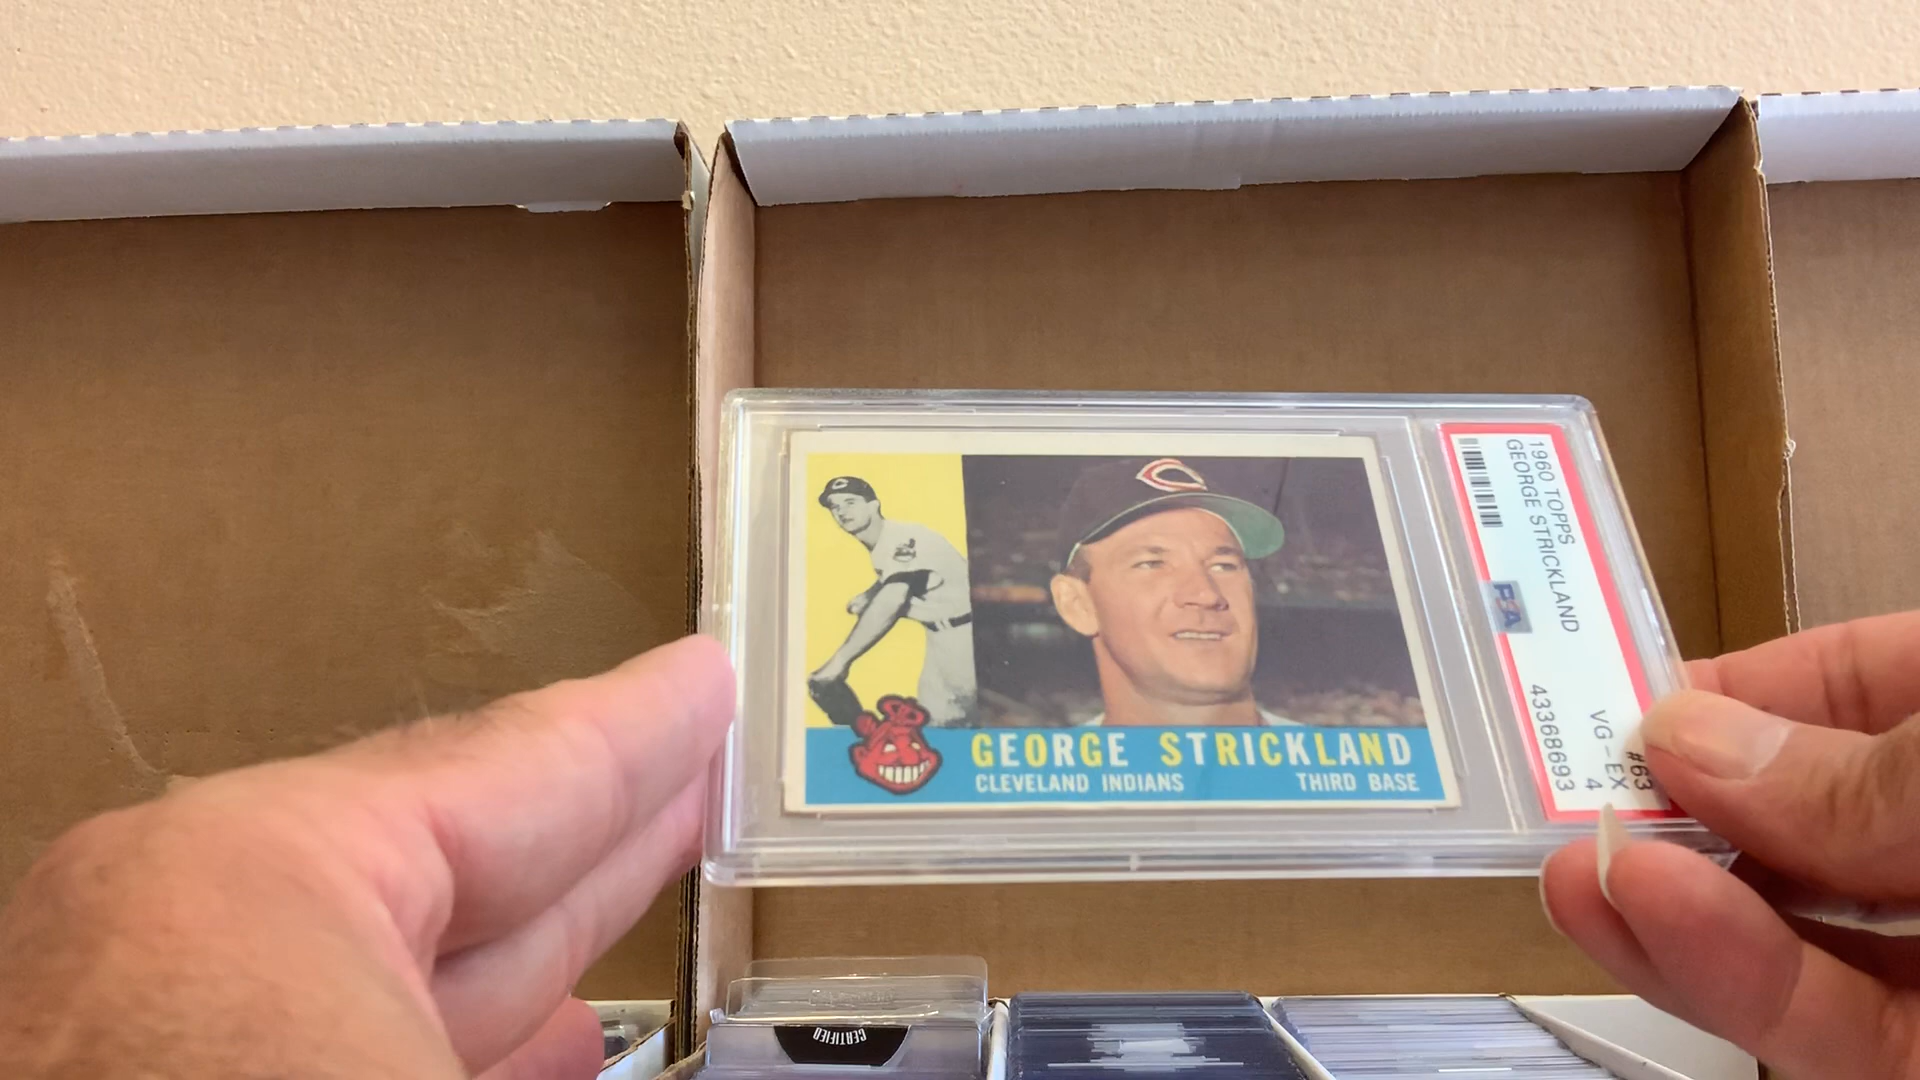 GEORGE STRICKLAND
CLEVELAND INDIANS THIRD BASE
1960 TOPPS #63
GEORGE STRICKLAND VG-EX
PSA 4
43368693
CERTIFIED